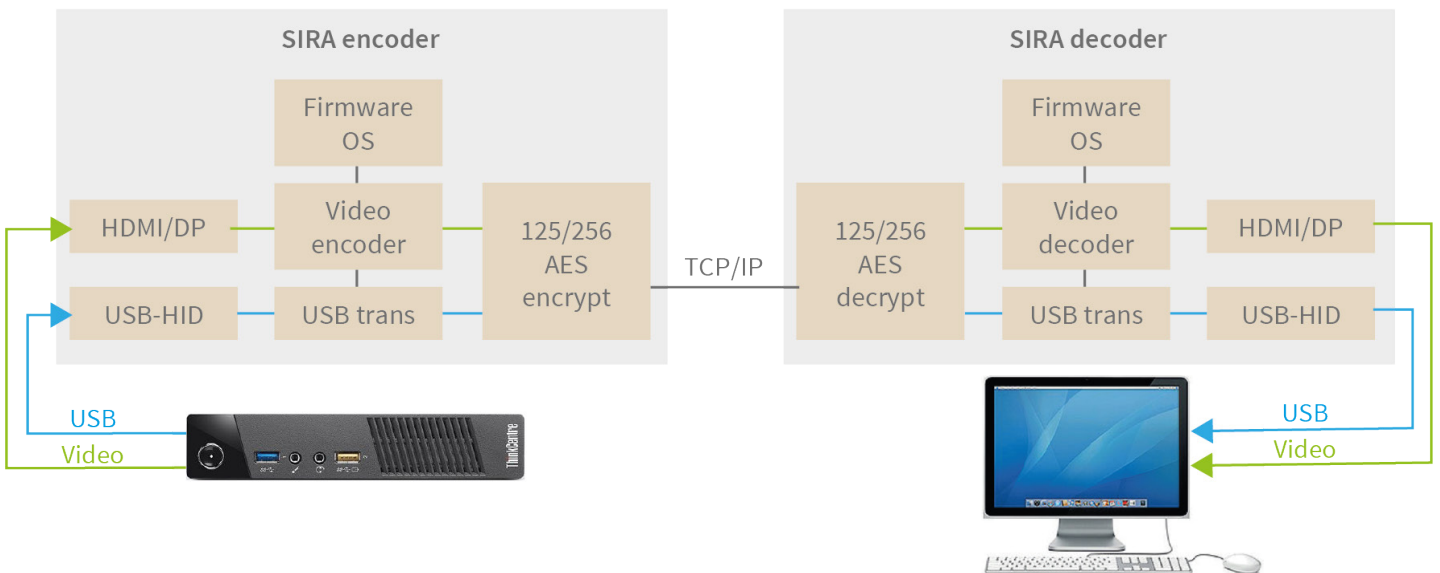 SIRA encoder
Firmware
OS
HDMI/DP
Video
encoder
125/256
AES
encrypt
USB-HID
USB trans
TCP/IP
SIRA decoder
Firmware
OS
125/256
AES
decrypt
Video
decoder
HDMI/DP
USB trans
USB-HID
USB
Video
ThinkCentre
USB
Video